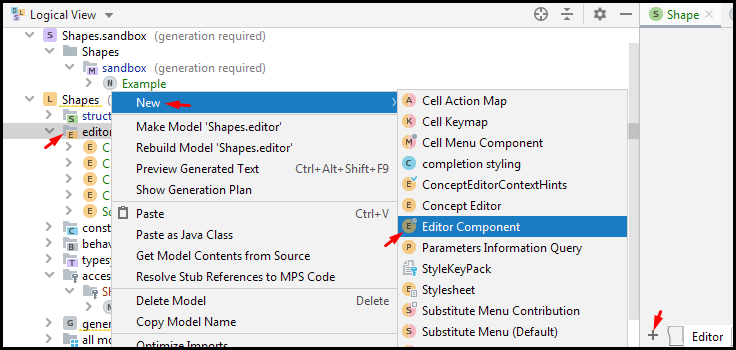 Logical View
Shape
Shapes.sandbox (generation required)
Shapes
sandbox (generation required)
Example
Shapes
struct
editor
C
C
C
C
Sc
const
behav
typesy
acces
Sh
gener
all mo
New
Make Model 'Shapes.editor'
Rebuild Model 'Shapes.editor'
Preview Generated Text Ctrl+Alt+Shift+F9
Show Generation Plan
Paste Ctrl+V
Paste as Java Class
Get Model Contents from Source
Resolve Stub References to MPS Code
Delete Model Delete
Copy Model Name
Optimize Imports
Cell Action Map
Cell Keymap
Cell Menu Component
completion styling
ConceptEditorContextHints
Concept Editor
Editor Component
Parameters Information Query
StyleKeyPack
Stylesheet
Substitute Menu Contribution
Substitute Menu (Default)
Editor